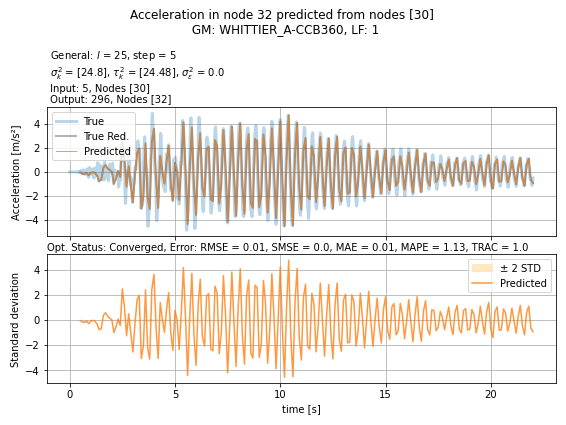 Acceleration in node 32 predicted from nodes [30]
GM: WHITTIER_A-CCB360, LF: 1
General: l = 25, step = 5
σ²ₖ = [24.8], τ²ₖ = [24.48], σ²ε = 0.0
Input: 5, Nodes [30]
Output: 296, Nodes [32]
Acceleration [m/s²]
4
2
0
−2
−4
True
True Red.
Predicted
Opt. Status: Converged, Error: RMSE = 0.01, SMSE = 0.0, MAE = 0.01, MAPE = 1.13, TRAC = 1.0
Standard deviation
4
2
0
−2
−4
± 2 STD
Predicted
0 5 10 15 20
time [s]